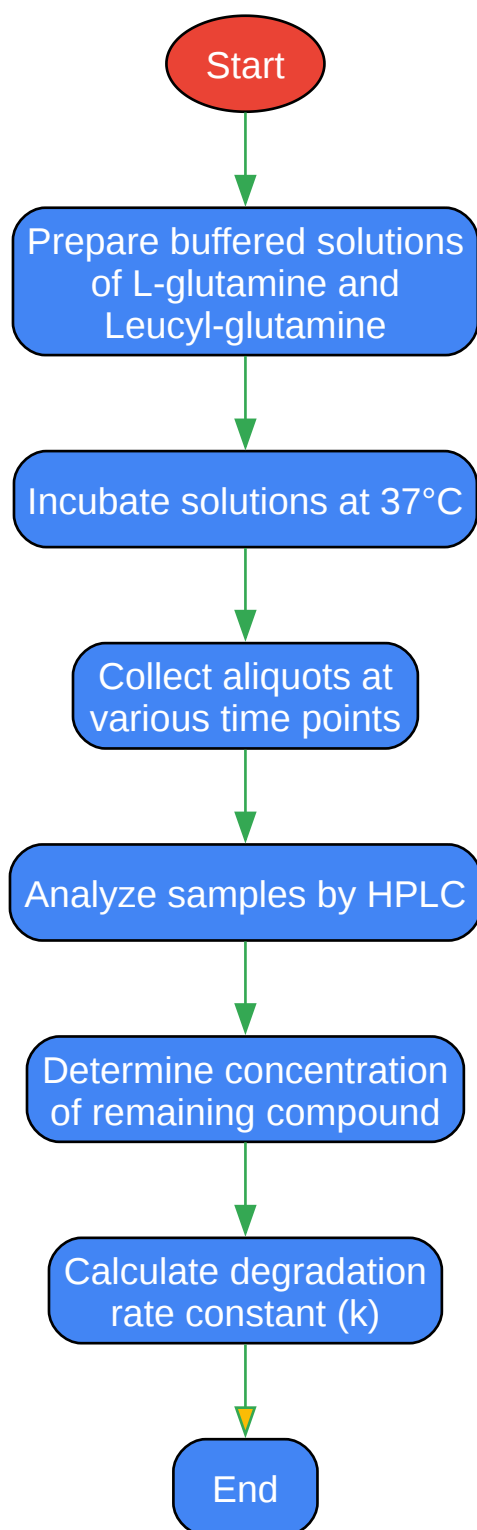 Start
Prepare buffered solutions
of L-glutamine and
Leucyl-glutamine
Incubate solutions at 37°C
Collect aliquots at
various time points
Analyze samples by HPLC
Determine concentration
of remaining compound
Calculate degradation
rate constant (k)
End